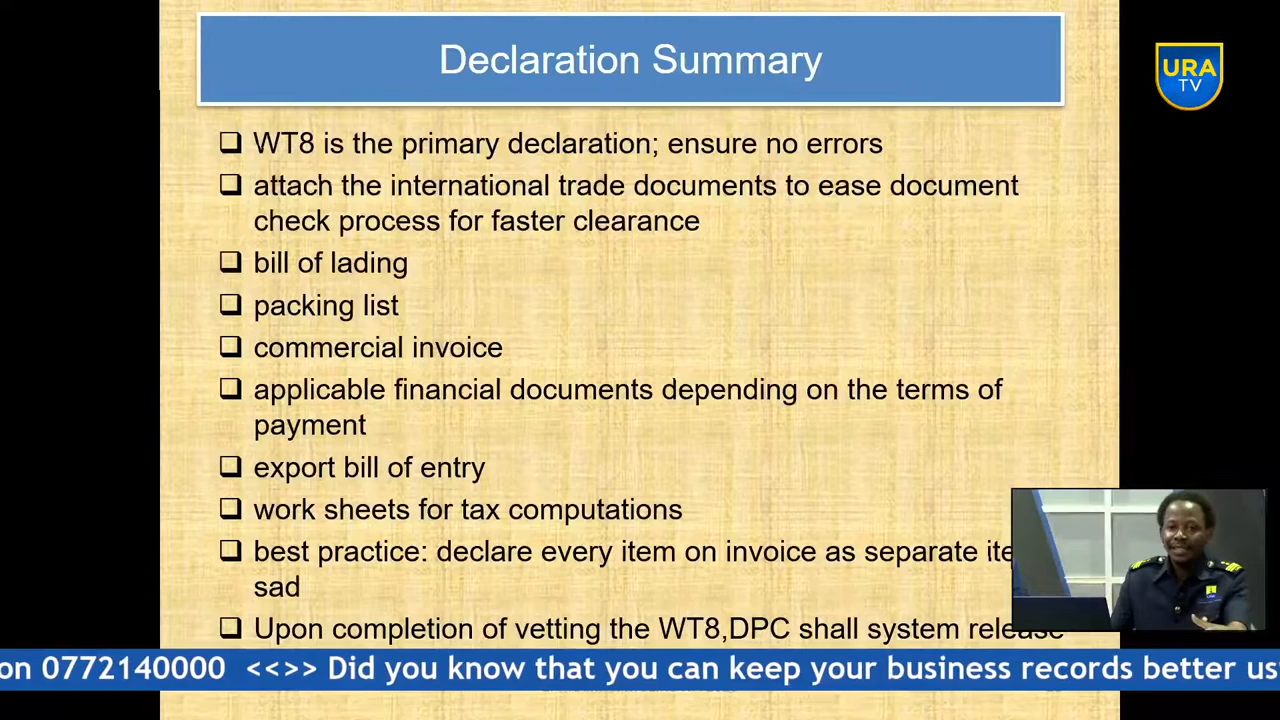 Declaration Summary
URA
TV
WT8 is the primary declaration; ensure no errors
attach the international trade documents to ease document
check process for faster clearance
bill of lading
packing list
commercial invoice
applicable financial documents depending on the terms of
payment
export bill of entry
work sheets for tax computations
best practice: declare every item on invoice as separate
sad
Upon completion of vetting the WT8,DPC shall system release
on 0772140000 <<>> Did you know that you can keep your business records better